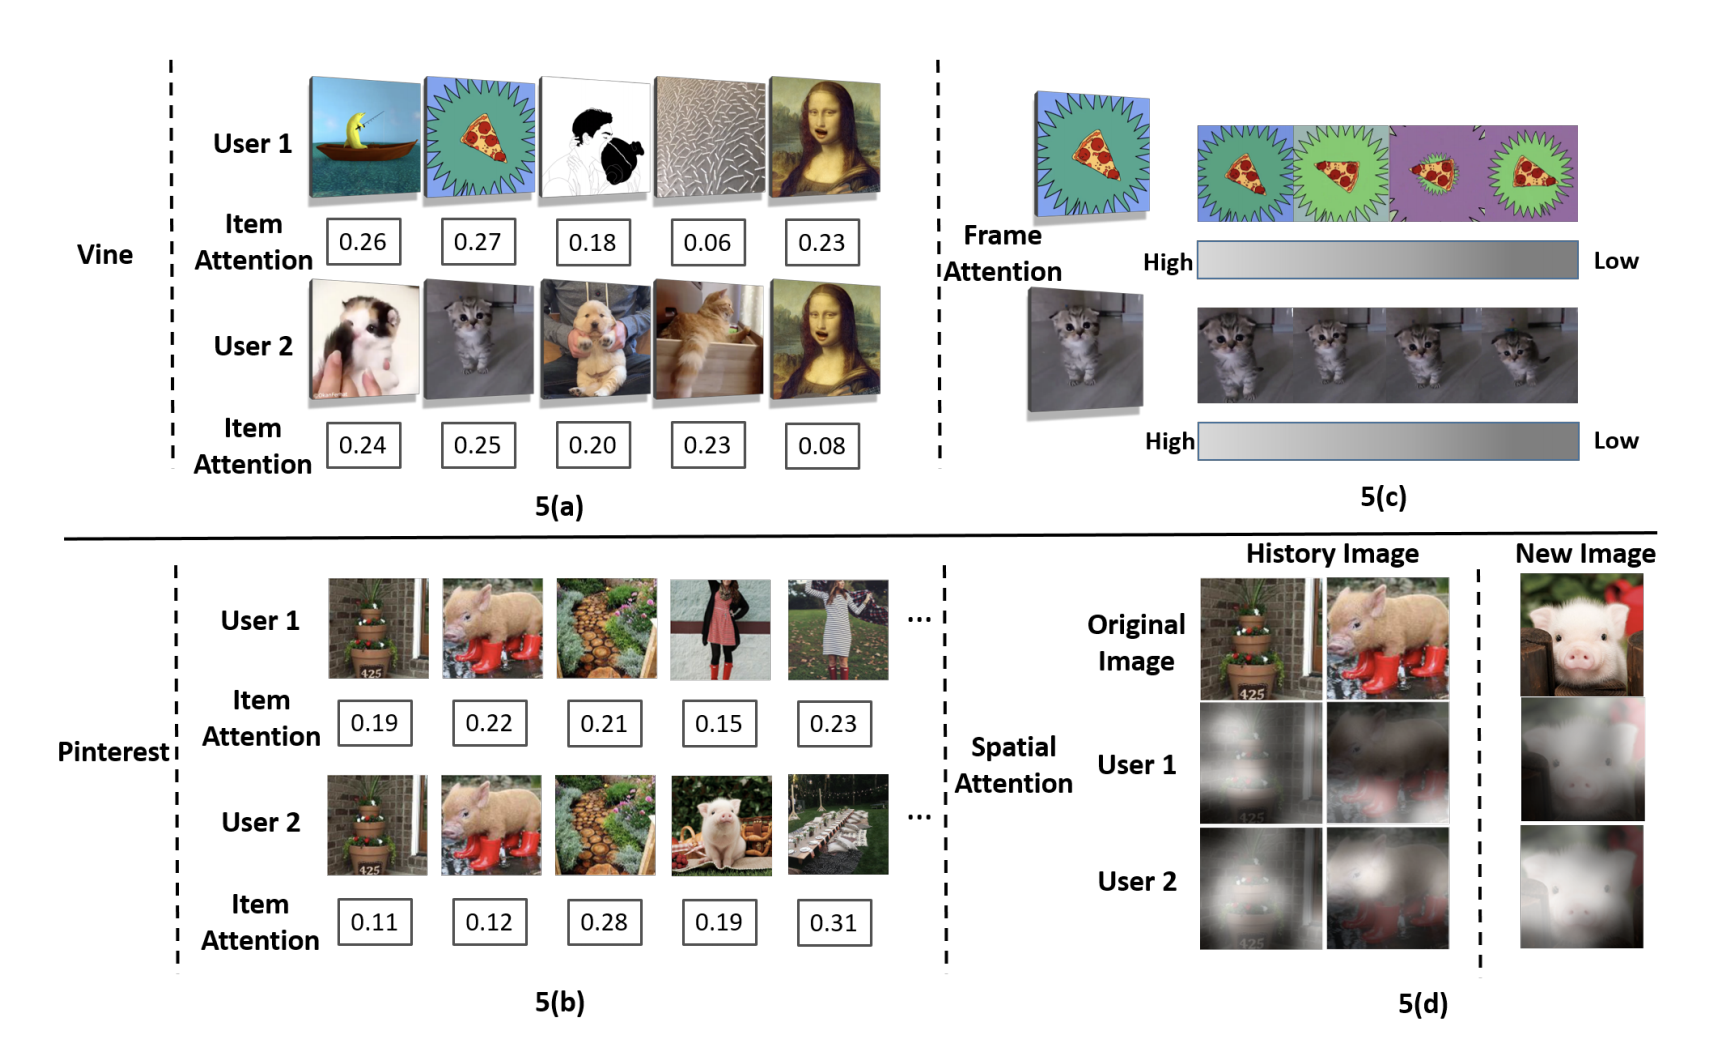 Vine
User 1
Item
Attention
0.26
0.27
0.18
0.06
0.23
User 2
Item
Attention
0.24
0.25
0.20
0.23
0.08
5(a)
Frame
Attention
High
Low
High
Low
5(c)
Pinterest
User 1
425
...
Item
Attention
0.19
0.22
0.21
0.15
0.23
User 2
425
...
Item
Attention
0.11
0.12
0.28
0.19
0.31
5(b)
History Image
New Image
Original
Image
425
Spatial
Attention
User 1
User 2
425
5(d)